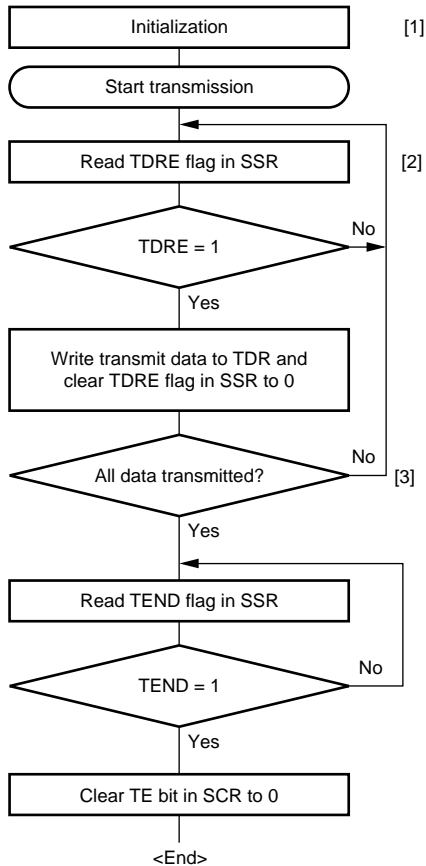 Initialization
[1]
Start transmission
Read TDRE flag in SSR
[2]
TDRE = 1
No
Yes
Write transmit data to TDR and
clear TDRE flag in SSR to 0
All data transmitted?
No
[3]
Yes
Read TEND flag in SSR
TEND = 1
No
Yes
Clear TE bit in SCR to 0
<End>